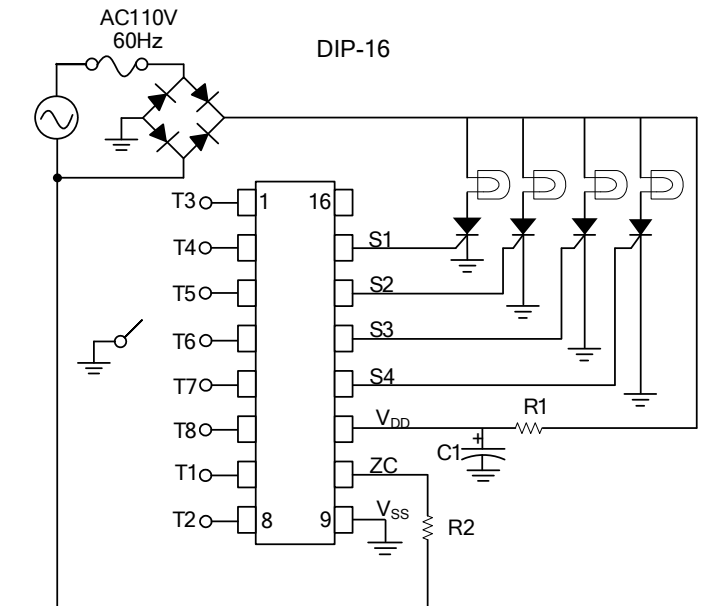 AC110V
60Hz
DIP-16
T3
1
16
T4
S1
T5
S2
T6
S3
T7
S4
T8
VDD
R1
C1
+
T1
ZC
T2
8
9
VSS
R2